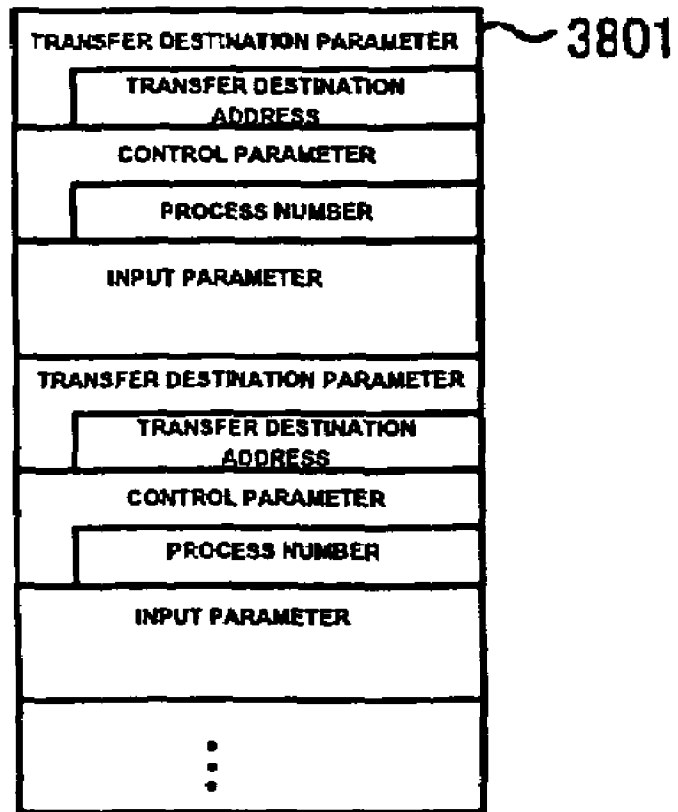 TRANSFER DESTINATION PARAMETER
3801
TRANSFER DESTINATION
ADDRESS
CONTROL PARAMETER
PROCESS NUMBER
INPUT PARAMETER
TRANSFER DESTINATION PARAMETER
TRANSFER DESTINATION
ADDRESS
CONTROL PARAMETER
PROCESS NUMBER
INPUT PARAMETER